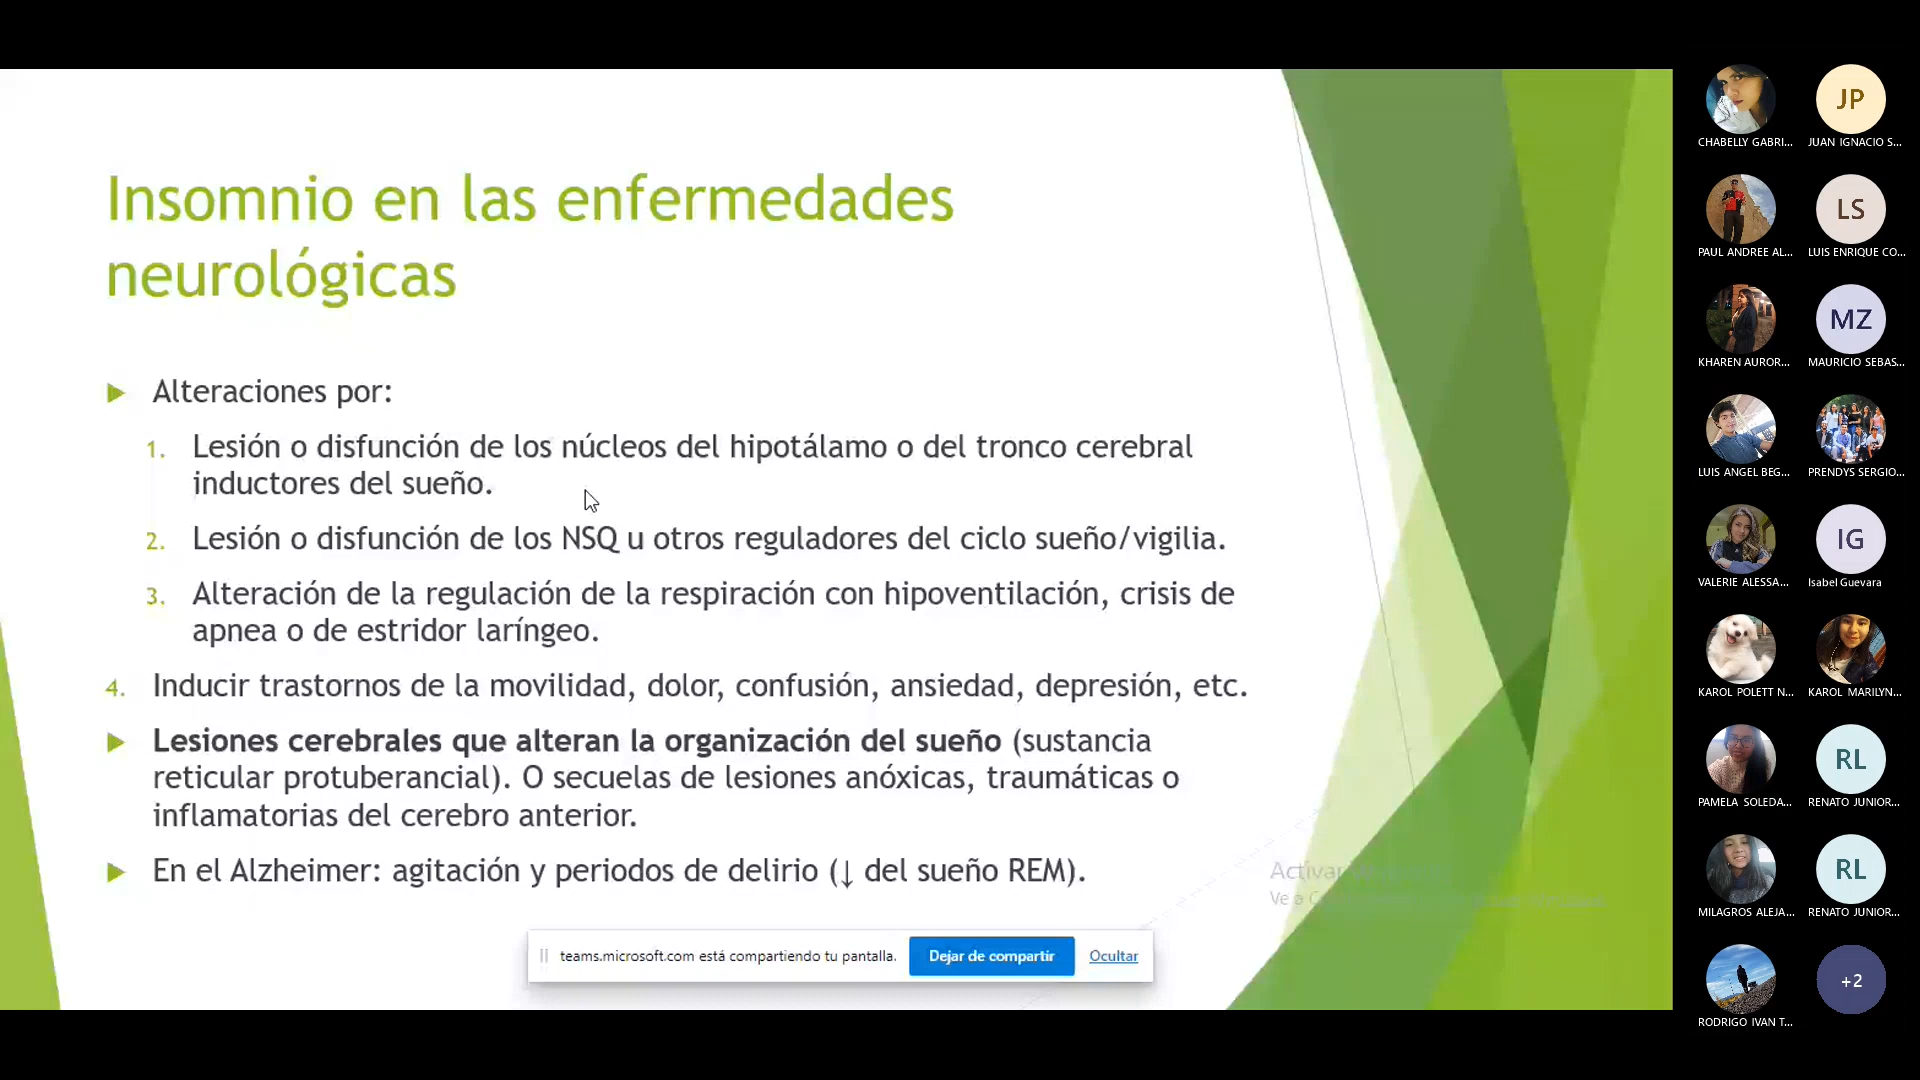 Insomnio en las enfermedades
neurológicas
Alteraciones por:
1. Lesión o disfunción de los núcleos del hipotálamo o del tronco cerebral
inductores del sueño.
2. Lesión o disfunción de los NSQ u otros reguladores del ciclo sueño/vigilia.
3. Alteración de la regulación de la respiración con hipoventilación, crisis de
apnea o de estridor laríngeo.
4. Inducir trastornos de la movilidad, dolor, confusión, ansiedad, depresión, etc.
Lesiones cerebrales que alteran la organización del sueño (sustancia
reticular protuberancial). O secuelas de lesiones anóxicas, traumáticas o
inflamatorias del cerebro anterior.
En el Alzheimer: agitación y periodos de delirio (↓ del sueño REM).
Activar
Ve a
teams.microsoft.com está compartiendo tu pantalla. Dejar de compartir Ocultar
JP
CHABELLY GABRI... JUAN IGNACIO S...
LS
PAUL ANDREE AL... LUIS ENRIQUE CO...
MZ
KHAREN AUROR... MAURICIO SEBAS...
LUIS ANGEL BEG... PRENDYS SERGIO...
IG
VALERIE ALESSA... Isabel Guevara
KAROL POLETT N... KAROL MARILYN...
RL
PAMELA SOLEDA... RENATO JUNIOR...
RL
MILAGROS ALEJA... RENATO JUNIOR...
+2
RODRIGO IVAN T...